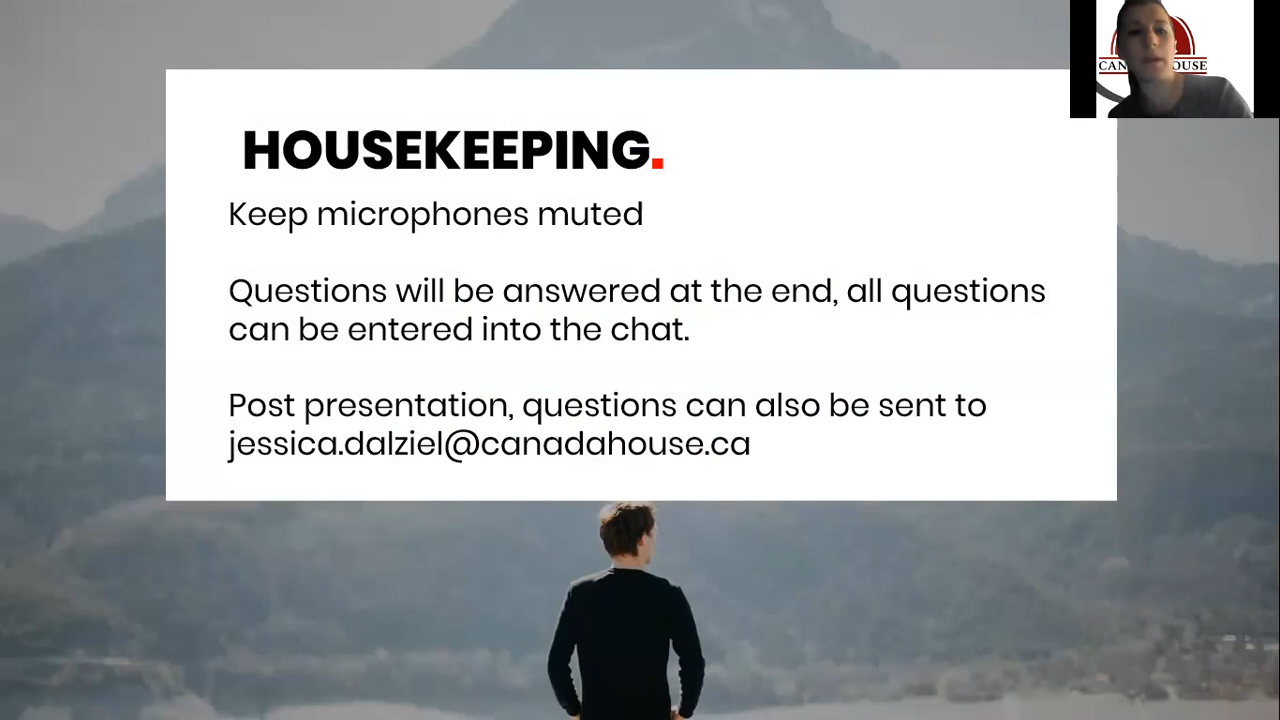 HOUSEKEEPING.
Keep microphones muted
Questions will be answered at the end, all questions
can be entered into the chat.
Post presentation, questions can also be sent to
jessica.dalziel@canadahouse.ca